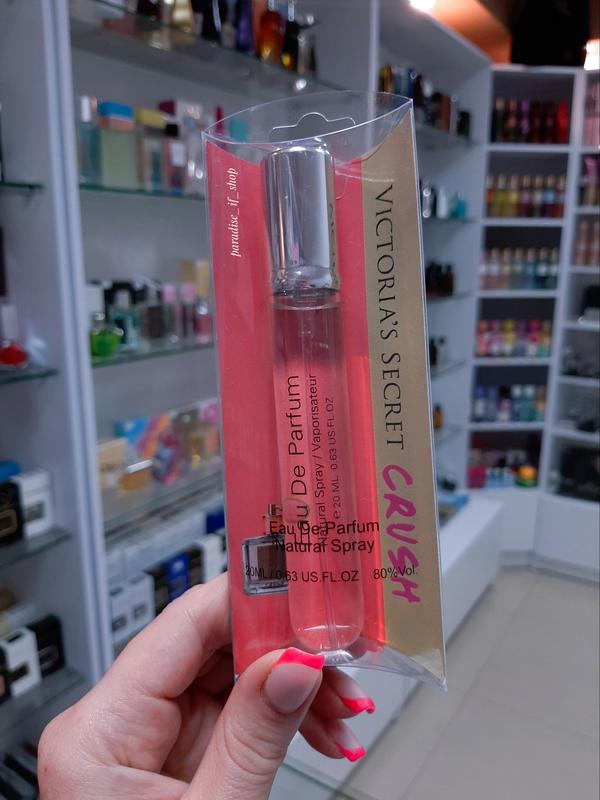 paradise_if_shop
VICTORIA'S SECRET CRUSH
Eau De Parfum
Natural Spray / Vaporisateur
e 20 ML 0.63 US FL OZ
Eau De Parfum
Natural Spray
20ML / 0,63 US.FL.OZ 80%Vol.